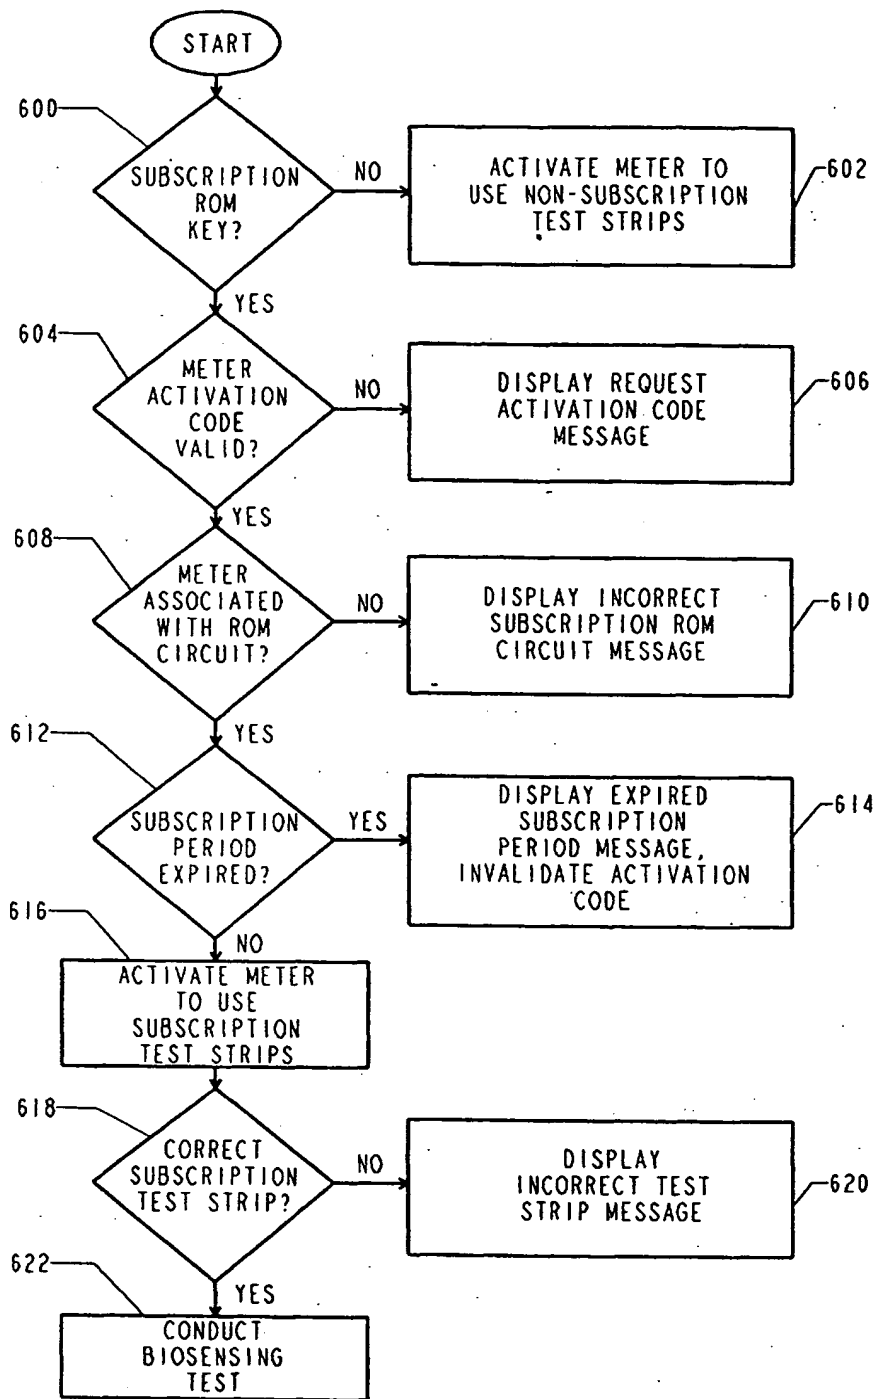 START
600
SUBSCRIPTION
ROM
KEY?
NO
ACTIVATE METER TO
USE NON-SUBSCRIPTION
TEST STRIPS
602
YES
604
METER
ACTIVATION
CODE
VALID?
NO
DISPLAY REQUEST
ACTIVATION CODE
MESSAGE
606
YES
608
METER
ASSOCIATED
WITH ROM
CIRCUIT?
NO
DISPLAY INCORRECT
SUBSCRIPTION ROM
CIRCUIT MESSAGE
610
YES
612
SUBSCRIPTION
PERIOD
EXPIRED?
YES
DISPLAY EXPIRED
SUBSCRIPTION
PERIOD MESSAGE,
INVALIDATE ACTIVATION
CODE
614
NO
616
ACTIVATE METER
TO USE
SUBSCRIPTION
TEST STRIPS
618
CORRECT
SUBSCRIPTION
TEST STRIP?
NO
DISPLAY
INCORRECT TEST
STRIP MESSAGE
620
YES
622
CONDUCT
BIOSENSING
TEST